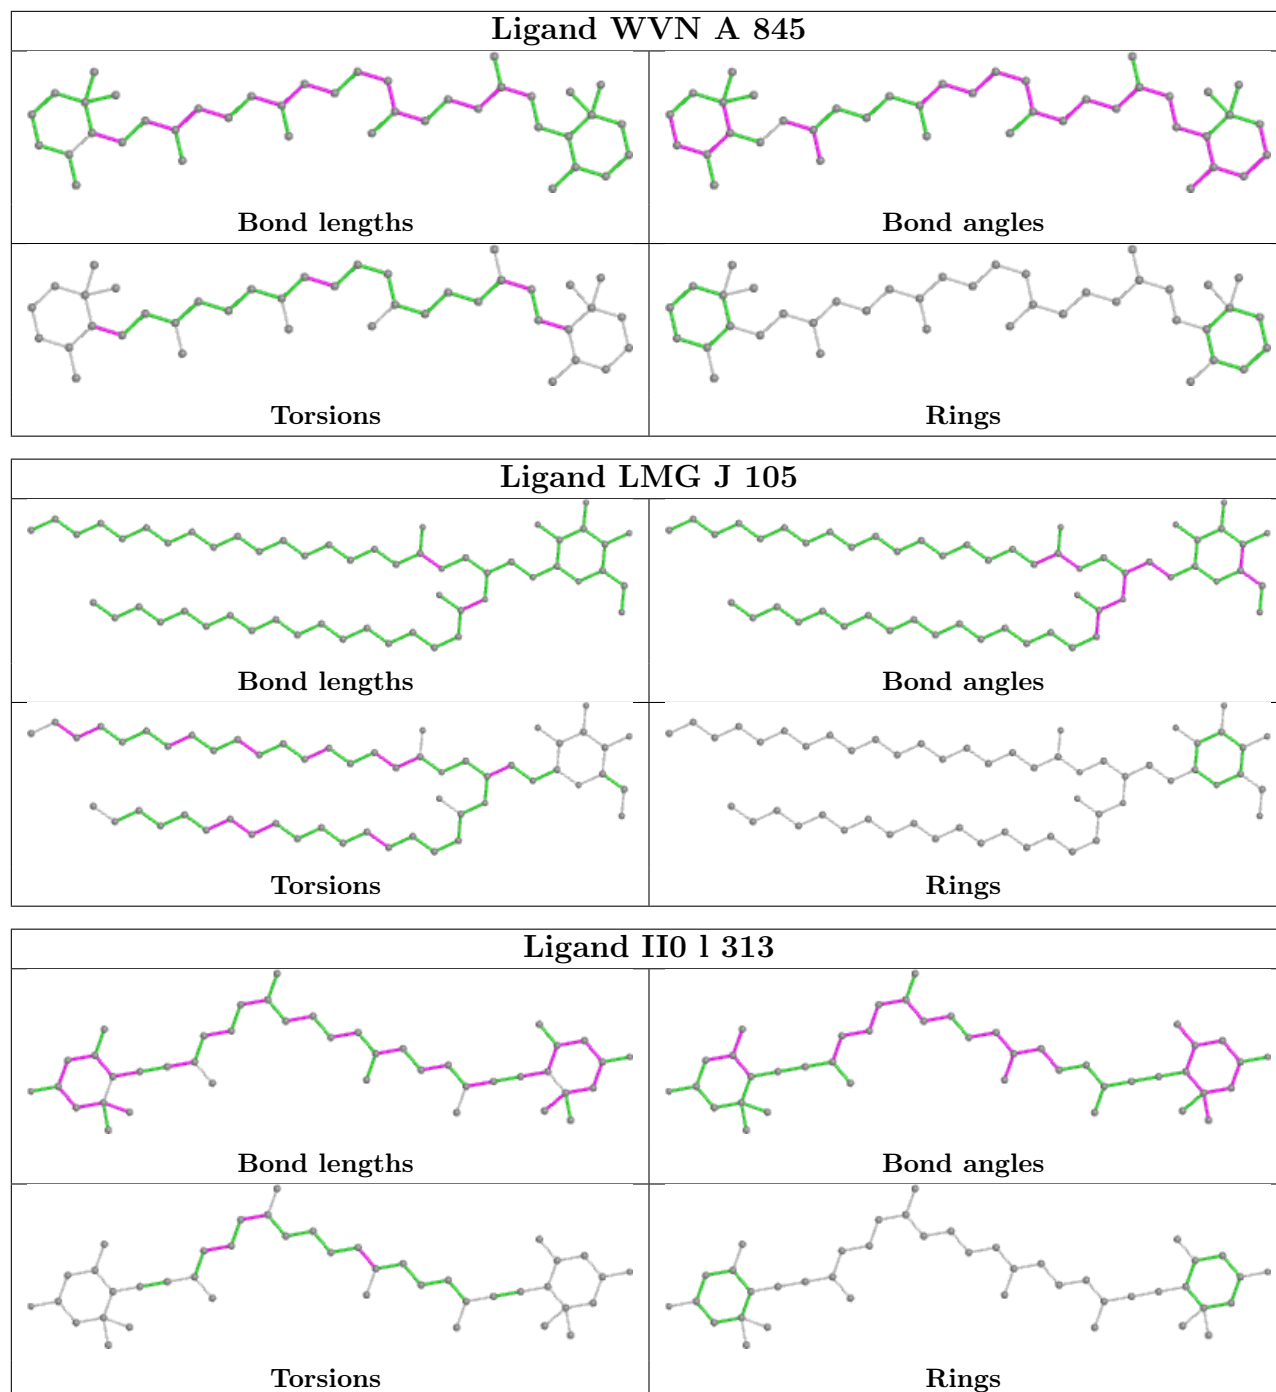 Ligand WVN A 845
Bond lengths
Bond angles
Torsions
Rings
Ligand LMG J 105
Bond lengths
Bond angles
Torsions
Rings
Ligand II0 l 313
Bond lengths
Bond angles
Torsions
Rings